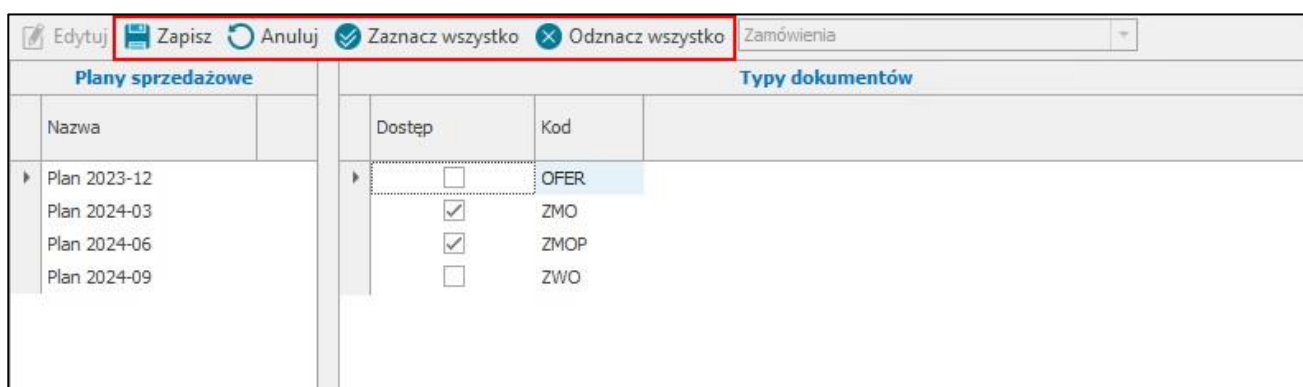 Edytuj Zapisz Anuluj Zaznacz wszystko Odznacz wszystko Zamówienia
Plany sprzedażowe Typy dokumentów
Nazwa Dostęp Kod
Plan 2023-12 OFER
Plan 2024-03 ZMO
Plan 2024-06 ZMOP
Plan 2024-09 ZWO